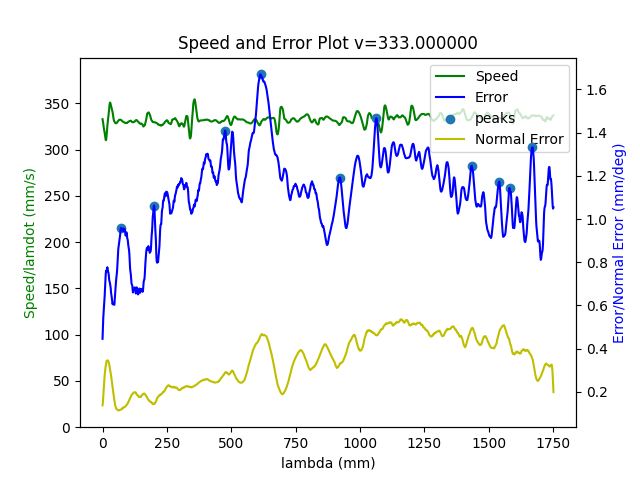 Speed and Error Plot v=333.000000
Speed
Error
peaks
Normal Error
Speed/lamdot (mm/s)
0
50
100
150
200
250
300
350
0.2
0.4
0.6
0.8
1.0
1.2
1.4
1.6
Error/Normal Error (mm/deg)
0 250 500 750 1000 1250 1500 1750
lambda (mm)